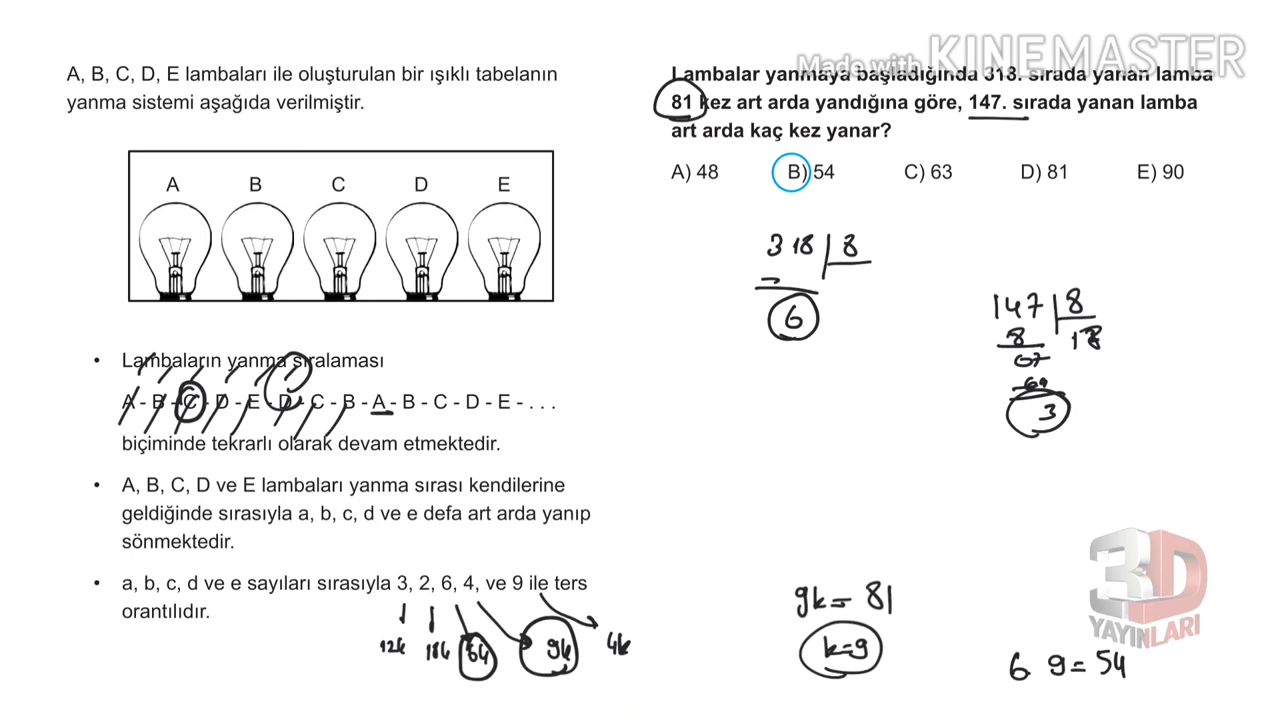 Made with KINEMASTER
A, B, C, D, E lambaları ile oluşturulan bir ışıklı tabelanın
yanma sistemi aşağıda verilmiştir.
A B C D E
• Lambaların yanma sıralaması
A - B - C - D - E - D - C - B - A - B - C - D - E - . . .
biçiminde tekrarlı olarak devam etmektedir.
• A, B, C, D ve E lambaları yanma sırası kendilerine
geldiğinde sırasıyla a, b, c, d ve e defa art arda yanıp
sönmektedir.
• a, b, c, d ve e sayıları sırasıyla 3, 2, 6, 4, ve 9 ile ters
orantılıdır.
12k 18k 9k 4k
Lambalar yanmaya başladığında 318. sırada yanan lamba
81 kez art arda yandığına göre, 147. sırada yanan lamba
art arda kaç kez yanar?
A) 48 B) 54 C) 63 D) 81 E) 90
318 8
6
147 8
8
67
64
3
9k = 81
k=9
6 9 = 54
3D
YAYINLARI